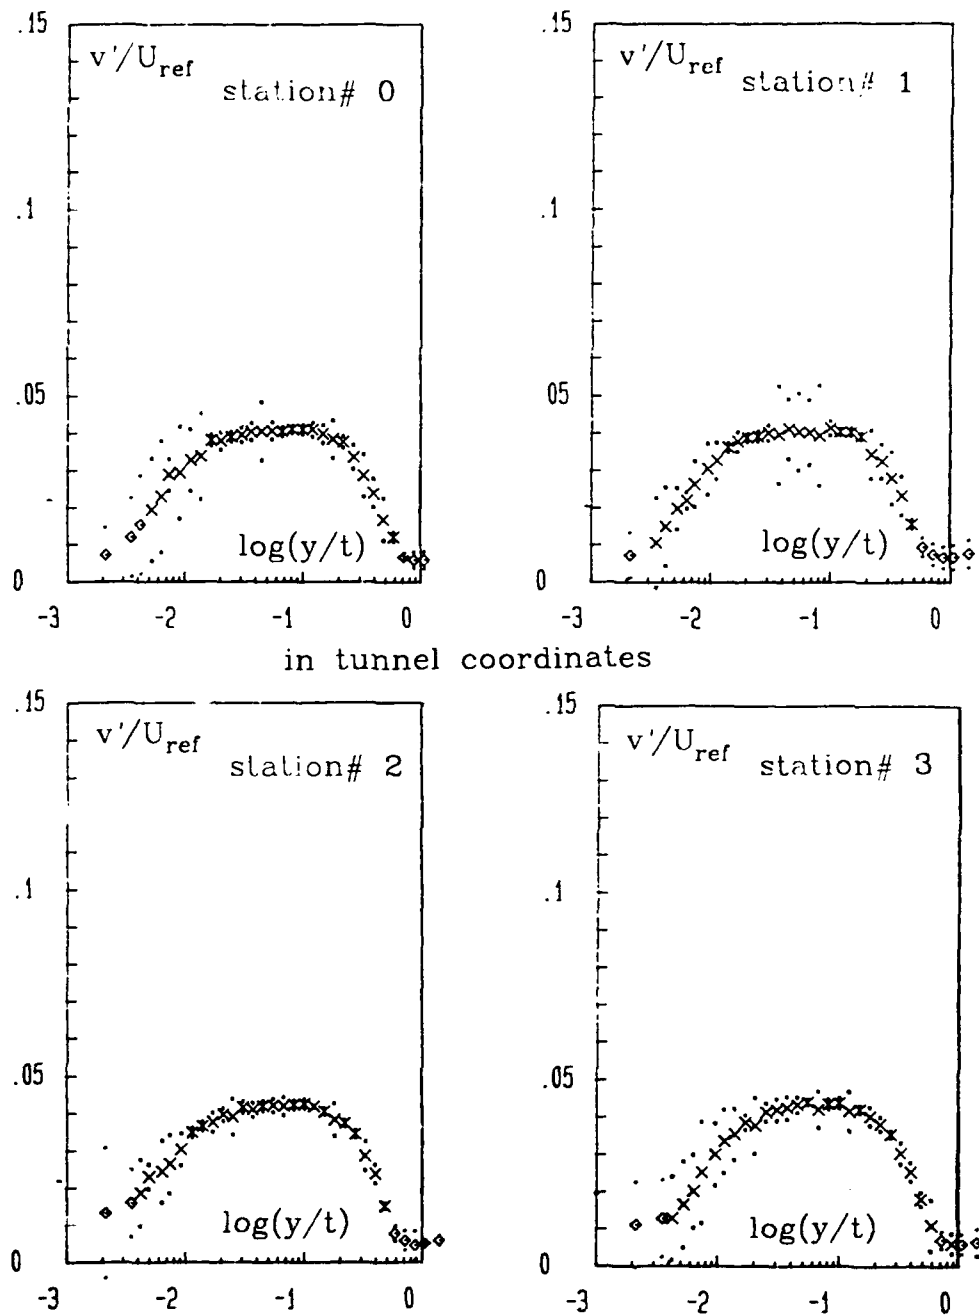 .15
v'/U_ref
station# 0
.1
.05
0
log(y/t)
-3 -2 -1 0
.15
v'/U_ref
station# 1
.1
.05
0
log(y/t)
-3 -2 -1 0
in tunnel coordinates
.15
v'/U_ref
station# 2
.1
.05
0
log(y/t)
-3 -2 -1 0
.15
v'/U_ref
station# 3
.1
.05
0
log(y/t)
-3 -2 -1 0